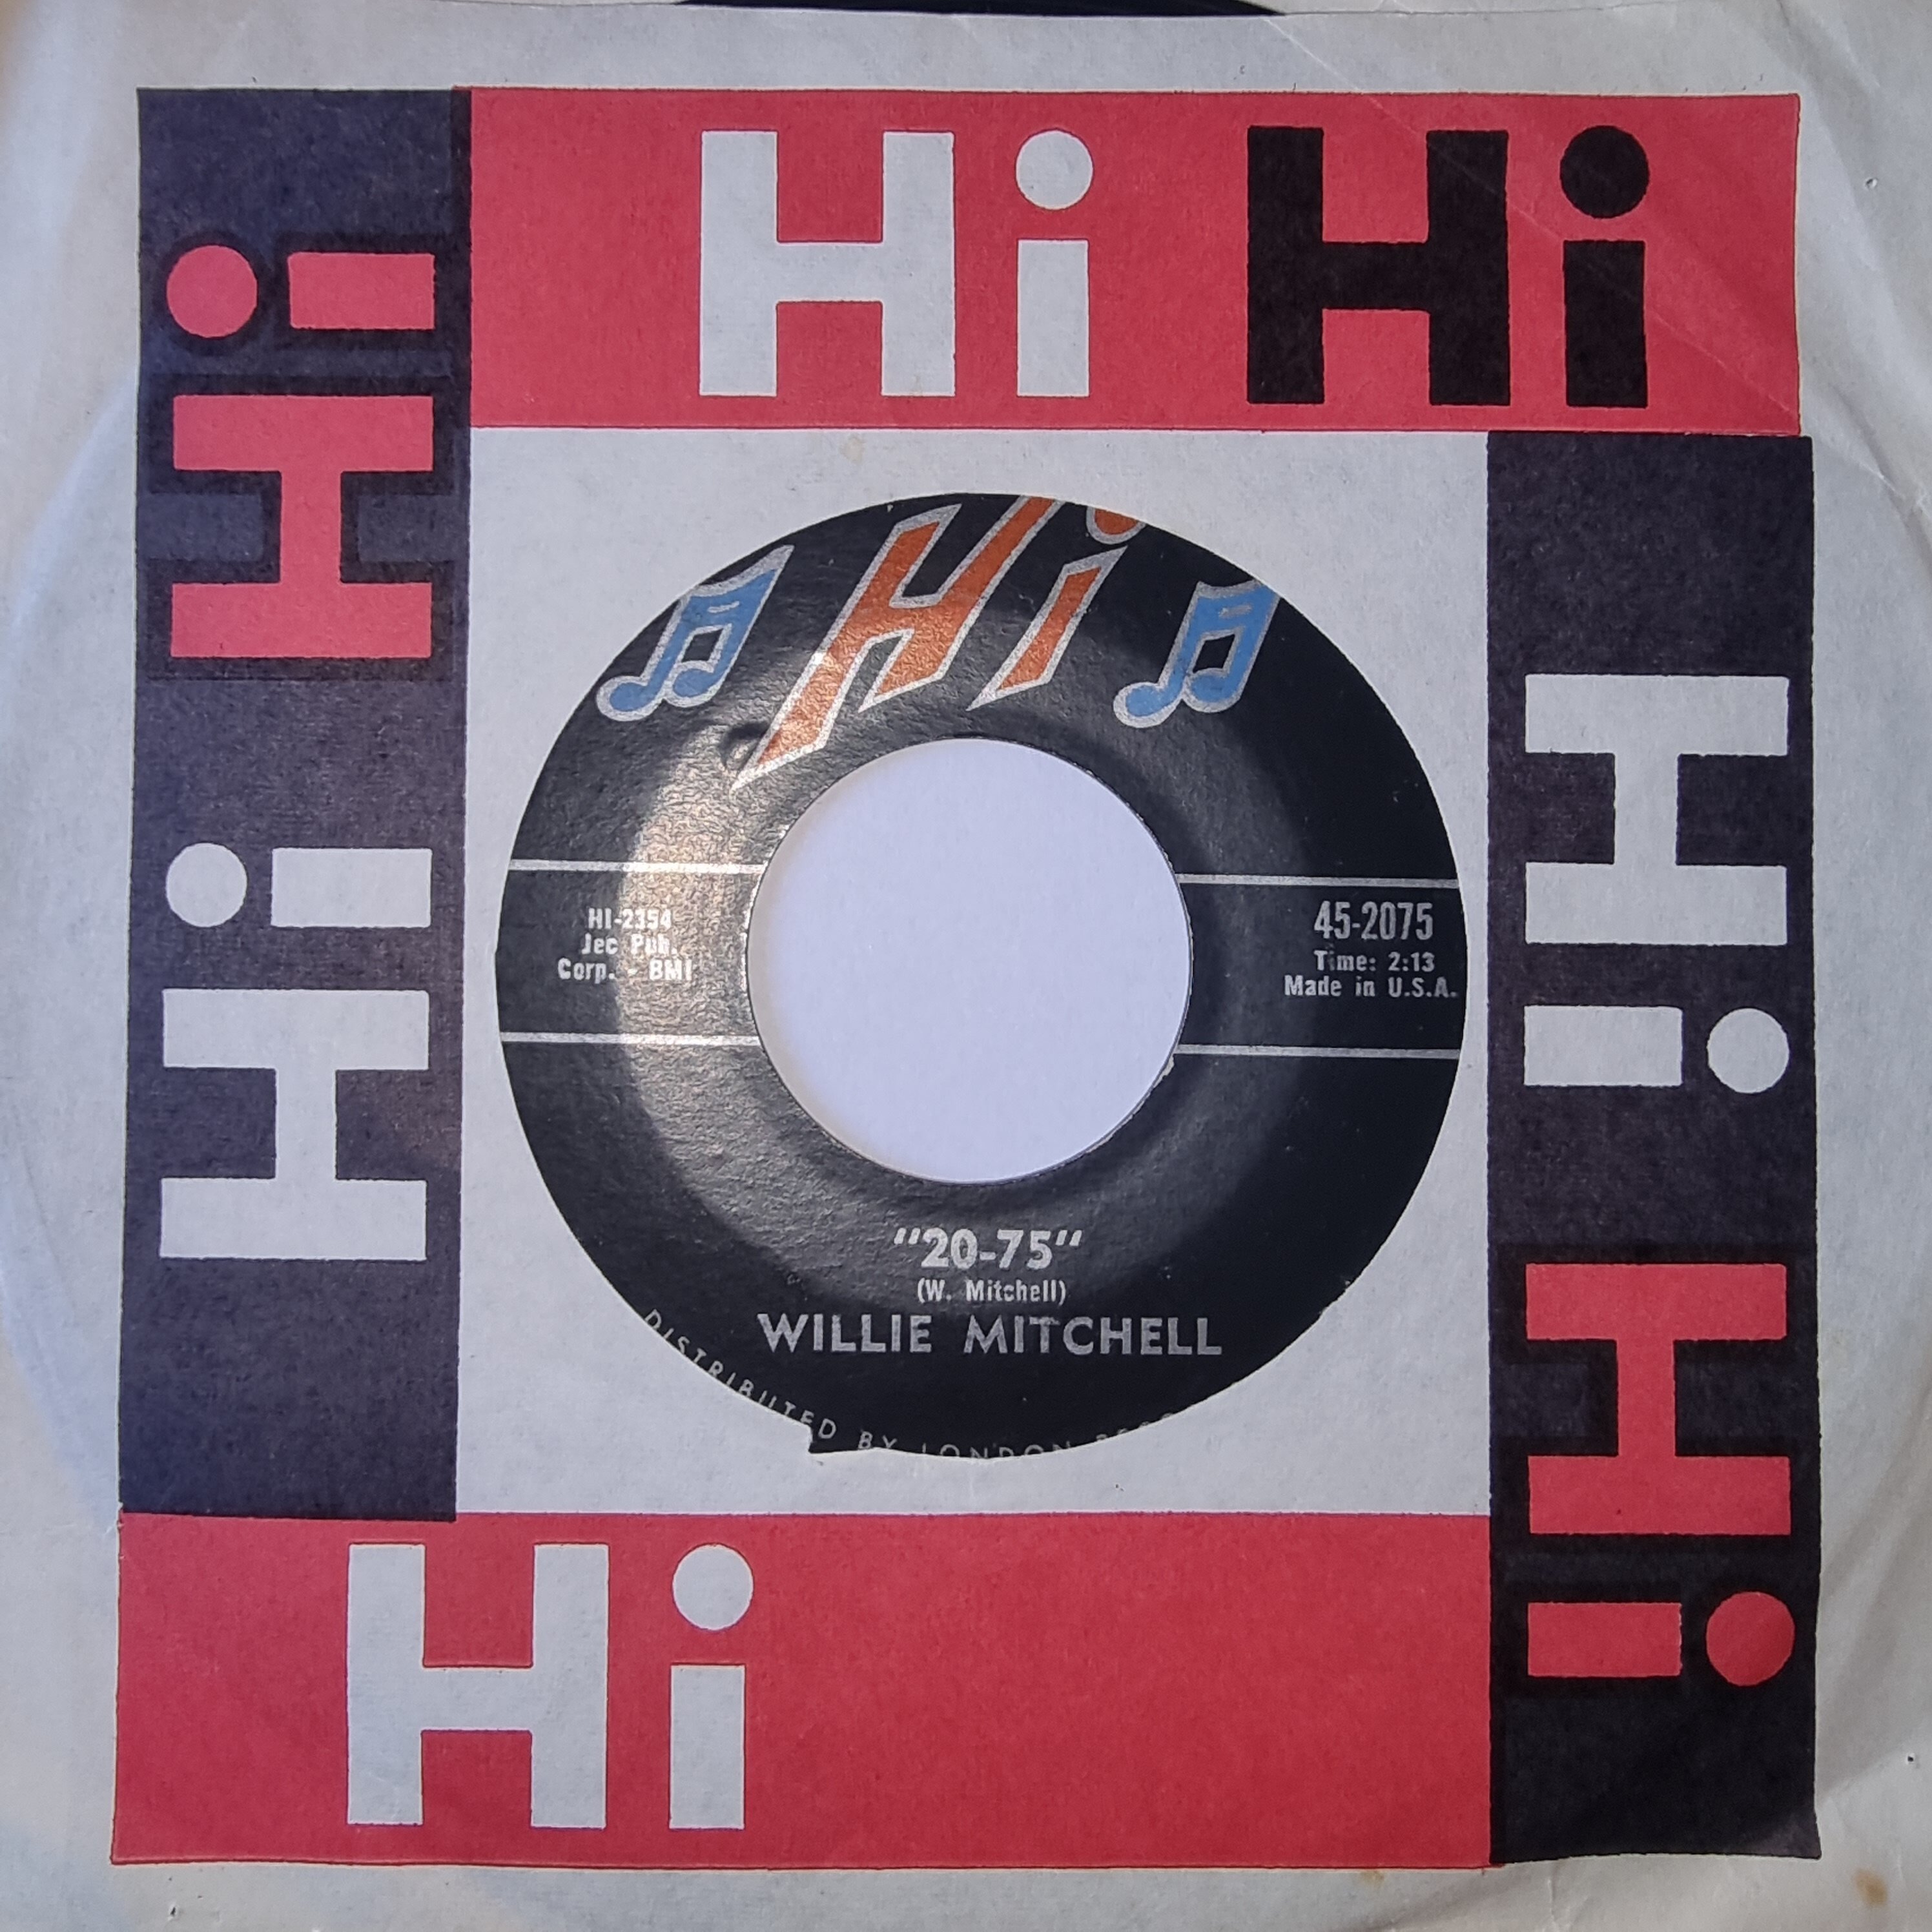 Hi Hi
Hi
Hi
Hi
HI-2354
Jec Pub.
Corp. - BMI
45-2075
Time: 2:13
Made in U.S.A.
"20-75"
(W. Mitchell)
WILLIE MITCHELL
DISTRIBUTED BY LONDON
Hi
Hi
Hi